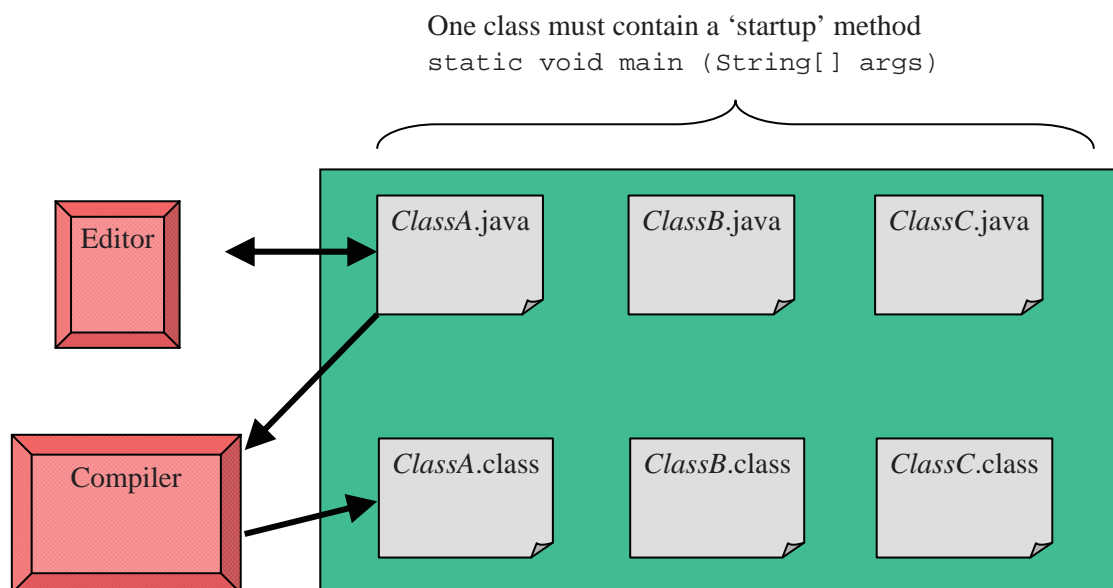 One class must contain a ‘startup’ method
static void main (String[] args)
Editor
ClassA.java
ClassB.java
ClassC.java
Compiler
ClassA.class
ClassB.class
ClassC.class